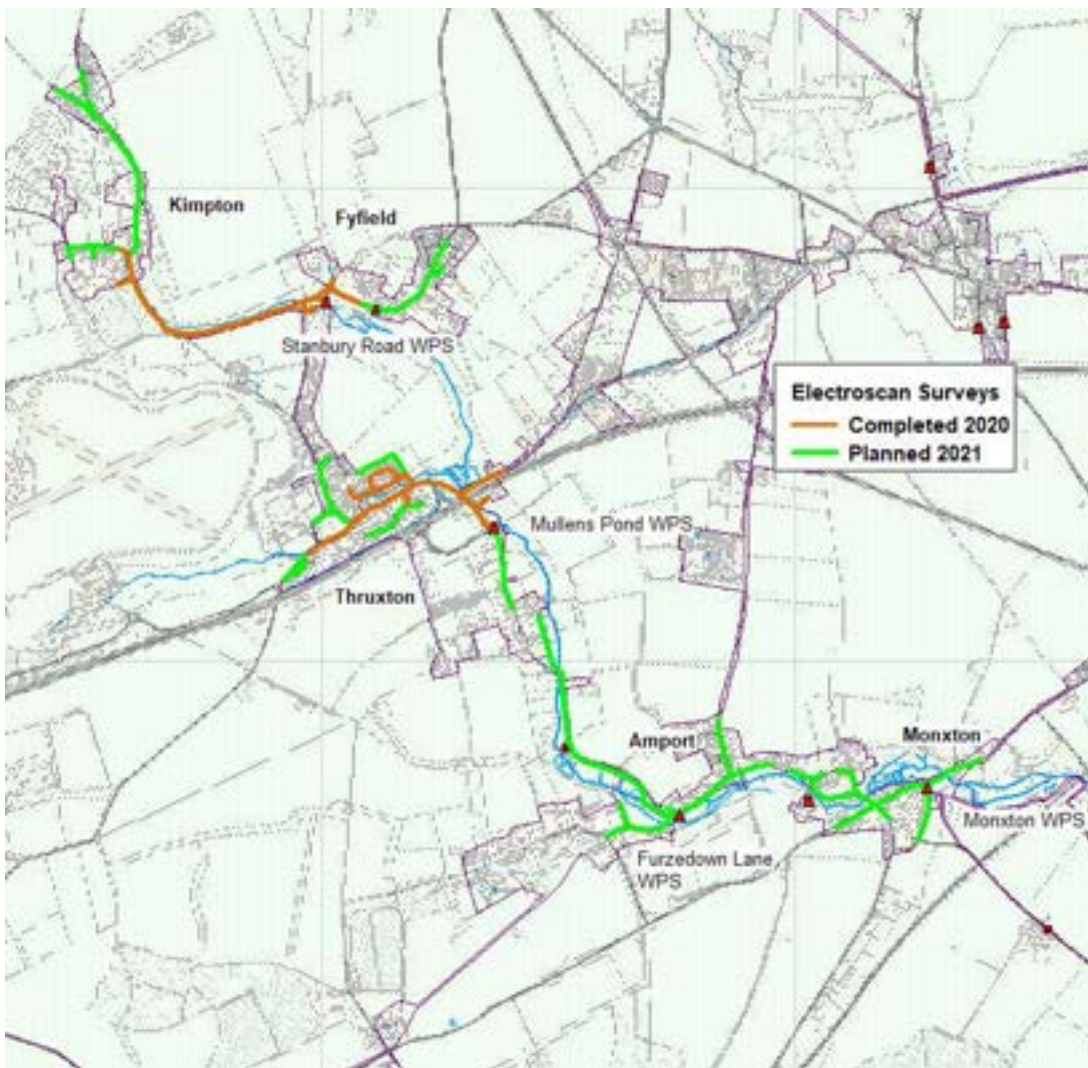 Kimpton
Fyfield
Stanbury Road WPS
Electroscan Surveys
Completed 2020
Planned 2021
Mullens Pond WPS
Thruxton
Amport
Monxton
Monxton WPS
Furzedown Lane
WPS